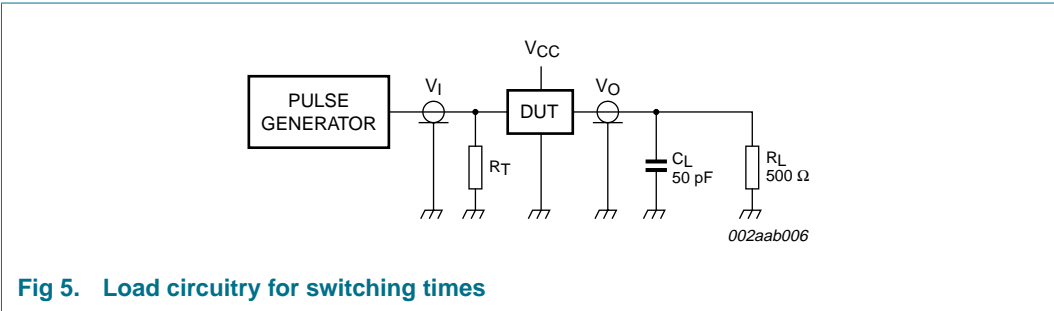 VCC
VI
VO
PULSE
GENERATOR
DUT
RT
CL
50 pF
RL
500 Ω
002aab006
Fig 5. Load circuitry for switching times